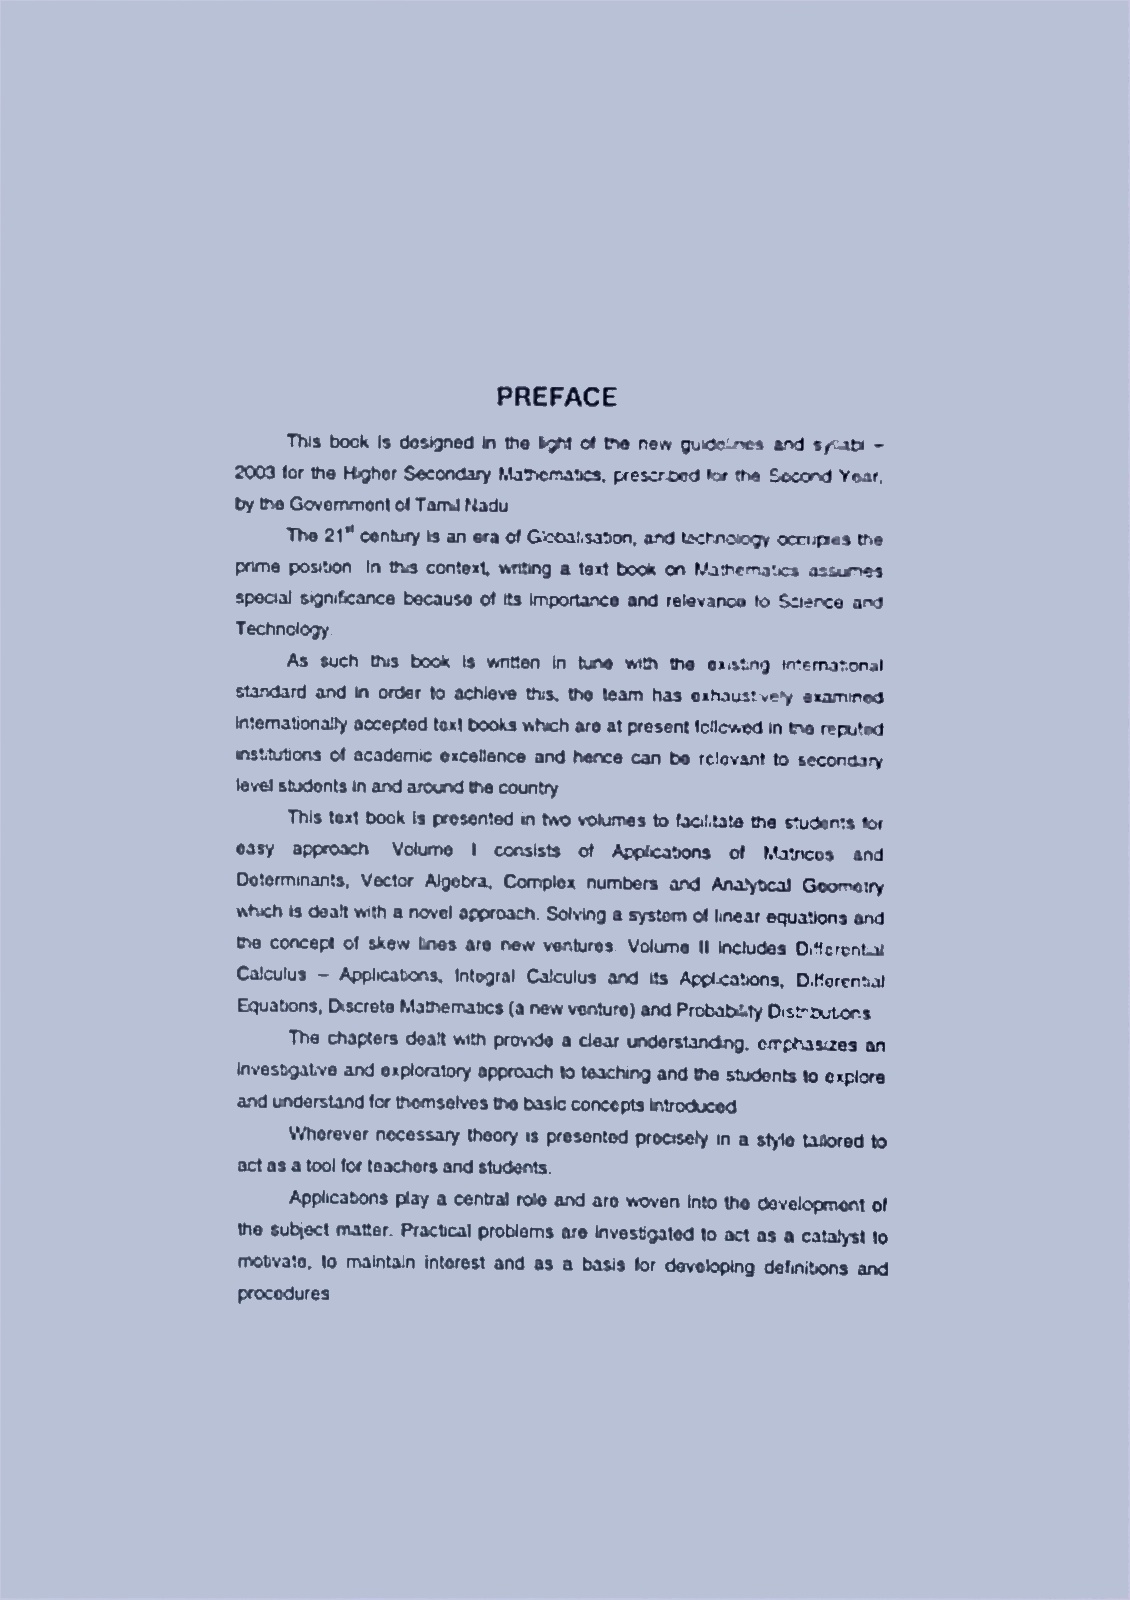 PREFACE
This book is designed in the light of the new guidelines and syllabi –
2003 for the Higher Secondary Mathematics, prescribed for the Second Year,
by the Government of Tamil Nadu
The 21st century is an era of Globalisation, and technology occupies the
prime position In this context, writing a text book on Mathematics assumes
special significance because of its importance and relevance to Science and
Technology.
As such this book is written in tune with the existing international
standard and in order to achieve this, the team has exhaustively examined
internationally accepted text books which are at present followed in the reputed
institutions of academic excellence and hence can be relevant to secondary
level students in and around the country
This text book is presented in two volumes to facilitate the students for
easy approach Volume I consists of Applications of Matrices and
Determinants, Vector Algebra, Complex numbers and Analytical Geometry
which is dealt with a novel approach. Solving a system of linear equations and
the concept of skew lines are new ventures. Volume II includes Differential
Calculus – Applications, Integral Calculus and its Applications, Differential
Equations, Discrete Mathematics (a new venture) and Probability Distributions
The chapters dealt with provide a clear understanding, emphasizes an
investigative and exploratory approach to teaching and the students to explore
and understand for themselves the basic concepts introduced
Wherever necessary theory is presented precisely in a style tailored to
act as a tool for teachers and students.
Applications play a central role and are woven into the development of
the subject matter. Practical problems are investigated to act as a catalyst to
motivate, to maintain interest and as a basis for developing definitions and
procedures